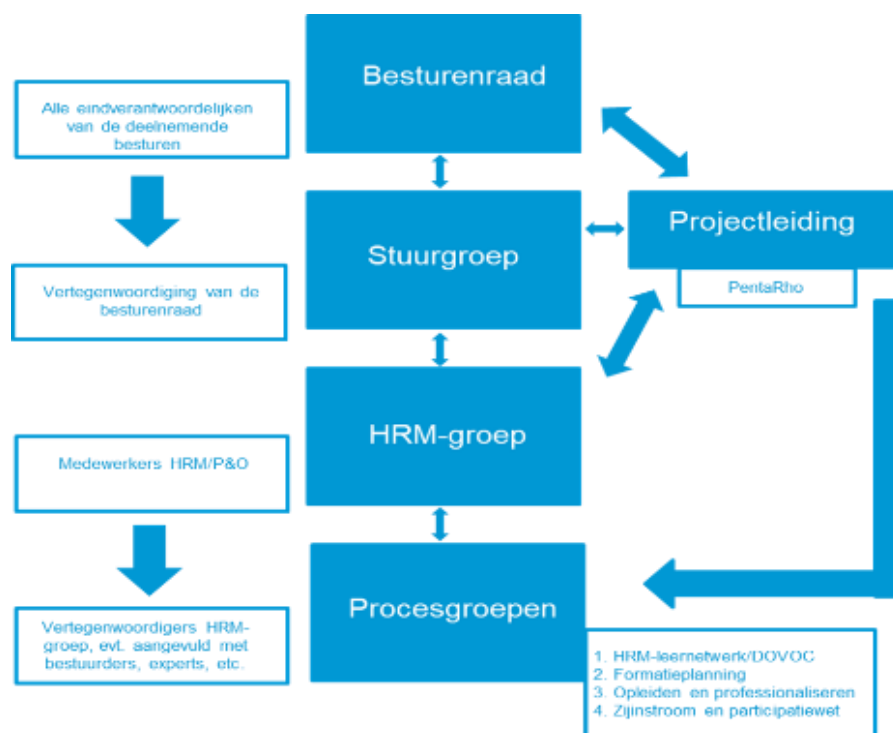 Besturenraad
Alle eindverantwoordelijken
van de deelnemende
besturen
Stuurgroep
Projectleiding
PentaRho
Vertegenwoordiging van de
besturenraad
HRM-groep
Medewerkers HRM/P&O
Procesgroepen
Vertegenwoordigers HRM-
groep, evt. aangevuld met
bestuurders, experts, etc.
1. HRM-leernetwerk/DOVOC
2. Formatieplanning
3. Opleiden en professionaliseren
4. Zijinstroom en participatiewet